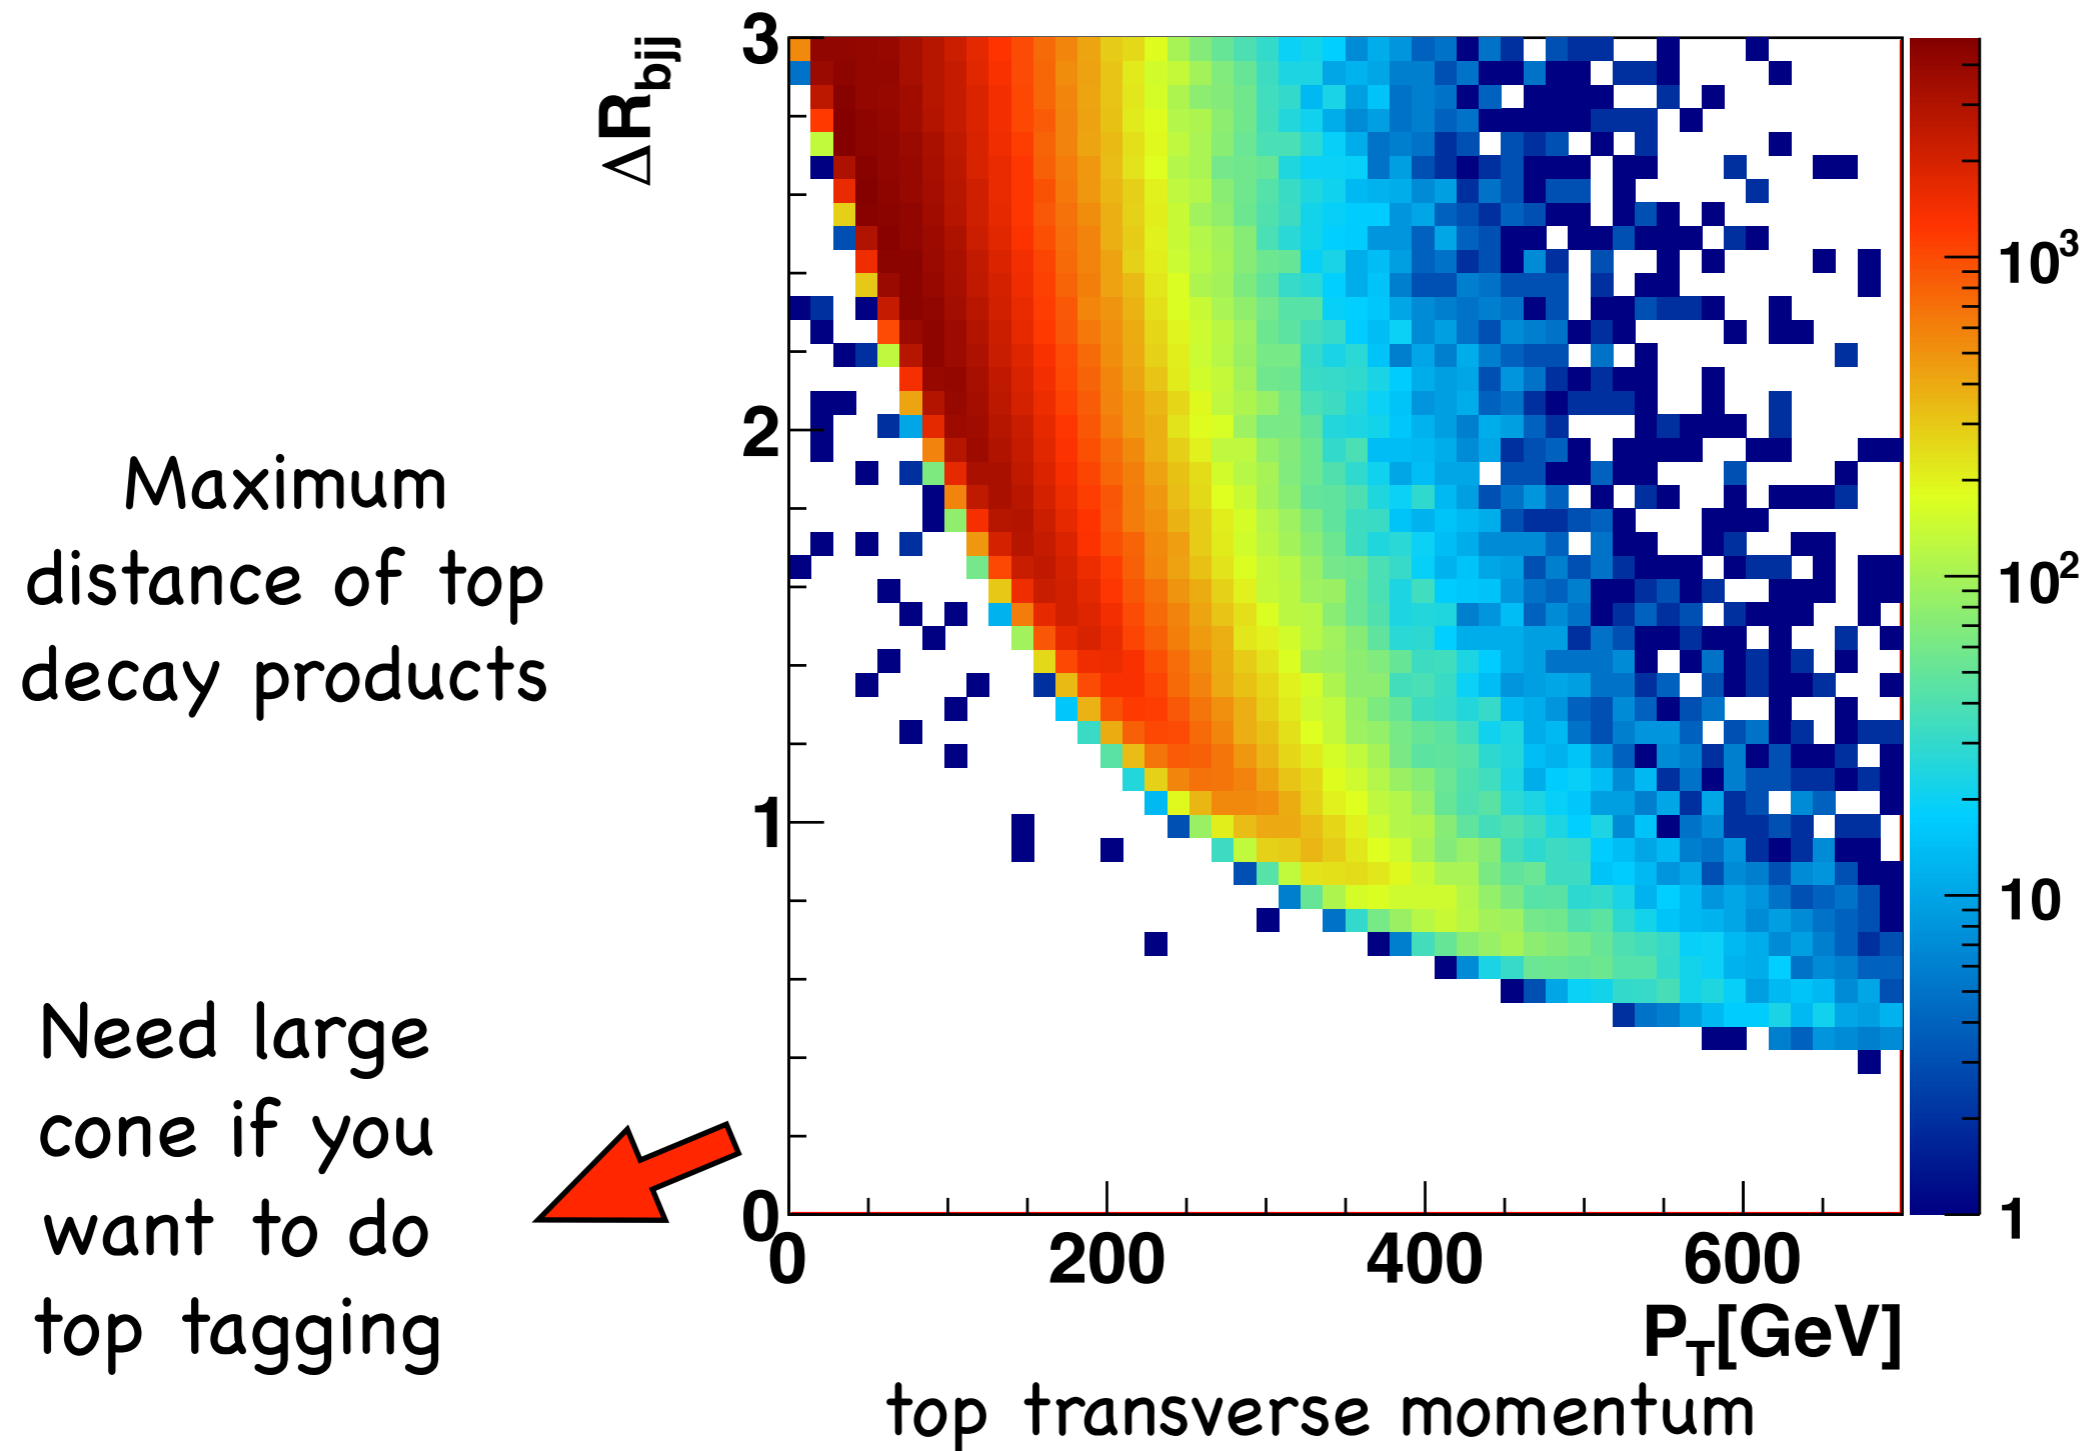 Maximum
distance of top
decay products
Need large
cone if you
want to do
top tagging
ΔR_bjj
3
2
1
0
0 200 400 600
P_T[GeV]
top transverse momentum
10³
10²
10
1